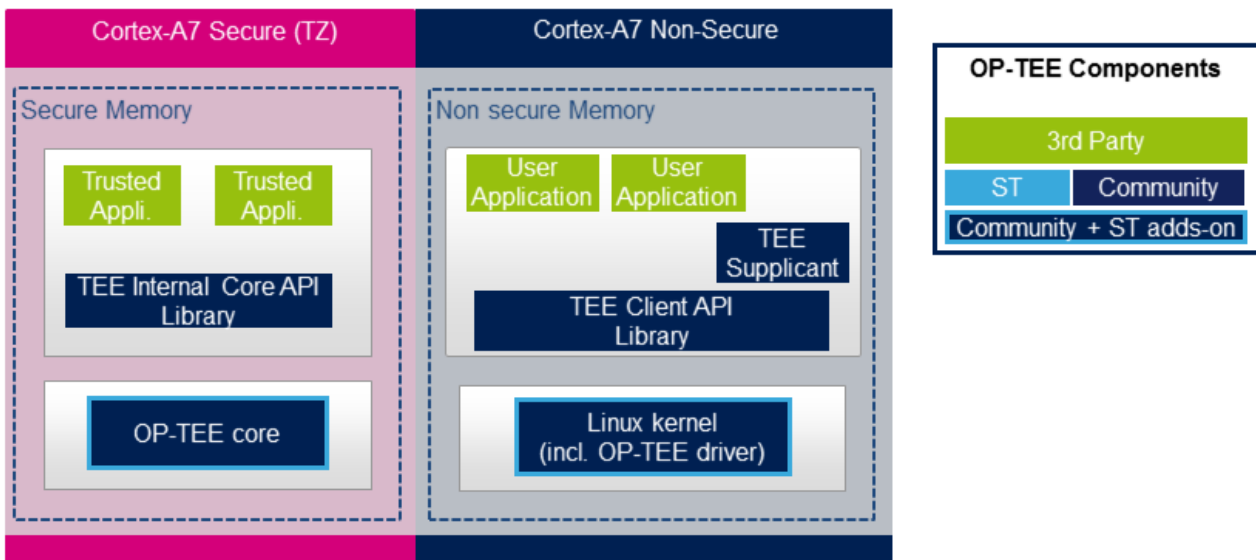 Cortex-A7 Secure (TZ)
Cortex-A7 Non-Secure
Secure Memory
Trusted
Appli.
Trusted
Appli.
TEE Internal Core API
Library
OP-TEE core
Non secure Memory
User
Application
User
Application
TEE
Supplicant
TEE Client API
Library
Linux kernel
(incl. OP-TEE driver)
OP-TEE Components
3rd Party
ST
Community
Community + ST adds-on